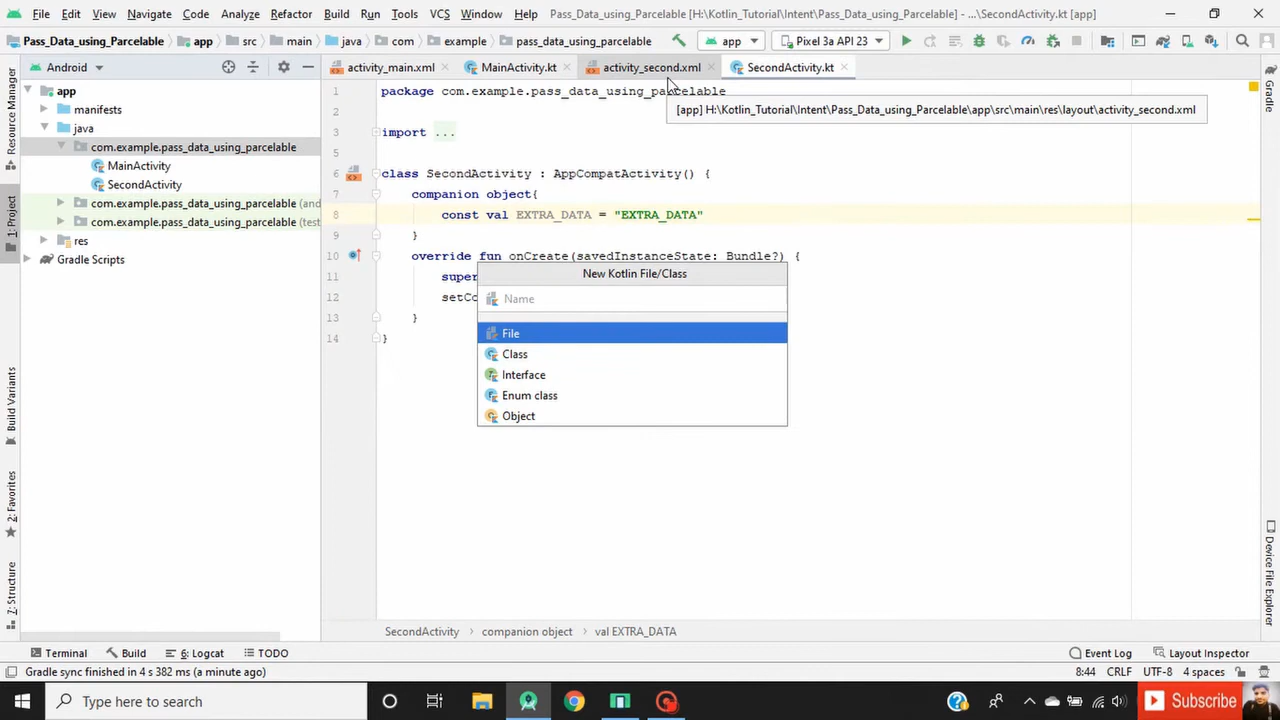 File Edit View Navigate Code Analyze Refactor Build Run Tools VCS Window Help Pass_Data_using_Parcelable [H:\Kotlin_Tutorial\Intent\Pass_Data_using_Parcelable] - ...\SecondActivity.kt [app]
Pass_Data_using_Parcelable app src main java com example pass_data_using_parcelable app Pixel 3a API 23
Android activity_main.xml MainActivity.kt activity_second.xml SecondActivity.kt
Resource Manager
1: Project
Build Variants
2: Favorites
7: Structure
app
manifests
java
com.example.pass_data_using_parcelable
MainActivity
SecondActivity
com.example.pass_data_using_parcelable (and
com.example.pass_data_using_parcelable (test
res
Gradle Scripts
1 package com.example.pass_data_using_parcelable
[app] H:\Kotlin_Tutorial\Intent\Pass_Data_using_Parcelable\app\src\main\res\layout\activity_second.xml
2
3 import ...
5
6 class SecondActivity : AppCompatActivity() {
7 companion object{
8 const val EXTRA_DATA = "EXTRA_DATA"
9 }
10 override fun onCreate(savedInstanceState: Bundle?) {
11 super
12 setCo
13 }
14 }
New Kotlin File/Class
Name
File
Class
Interface
Enum class
Object
Gradle
Device File Explorer
SecondActivity companion object val EXTRA_DATA
Terminal Build 6: Logcat TODO Event Log Layout Inspector
Gradle sync finished in 4 s 382 ms (a minute ago) 8:44 CRLF UTF-8 4 spaces
Type here to search Subscribe